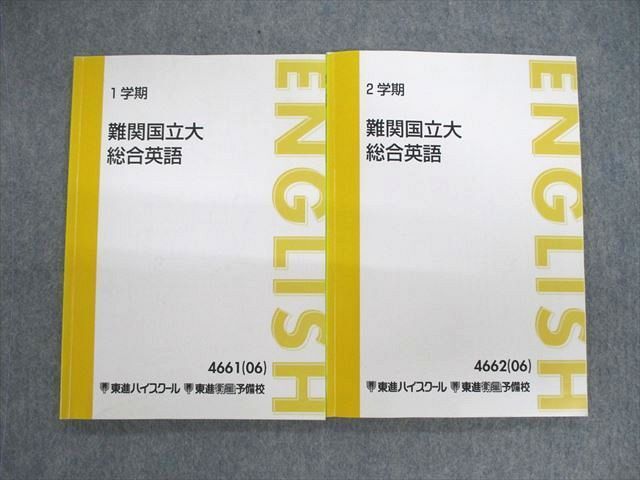 1学期
難関国立大
総合英語
ENGLISH
4661(06)
東進ハイスクール 東進衛星予備校
2学期
難関国立大
総合英語
ENGLISH
4662(06)
東進ハイスクール 東進衛星予備校